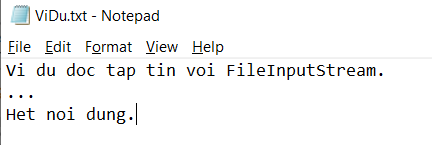 ViDu.txt - Notepad
File Edit Format View Help
Vi du doc tap tin voi FileInputStream.
...
Het noi dung.